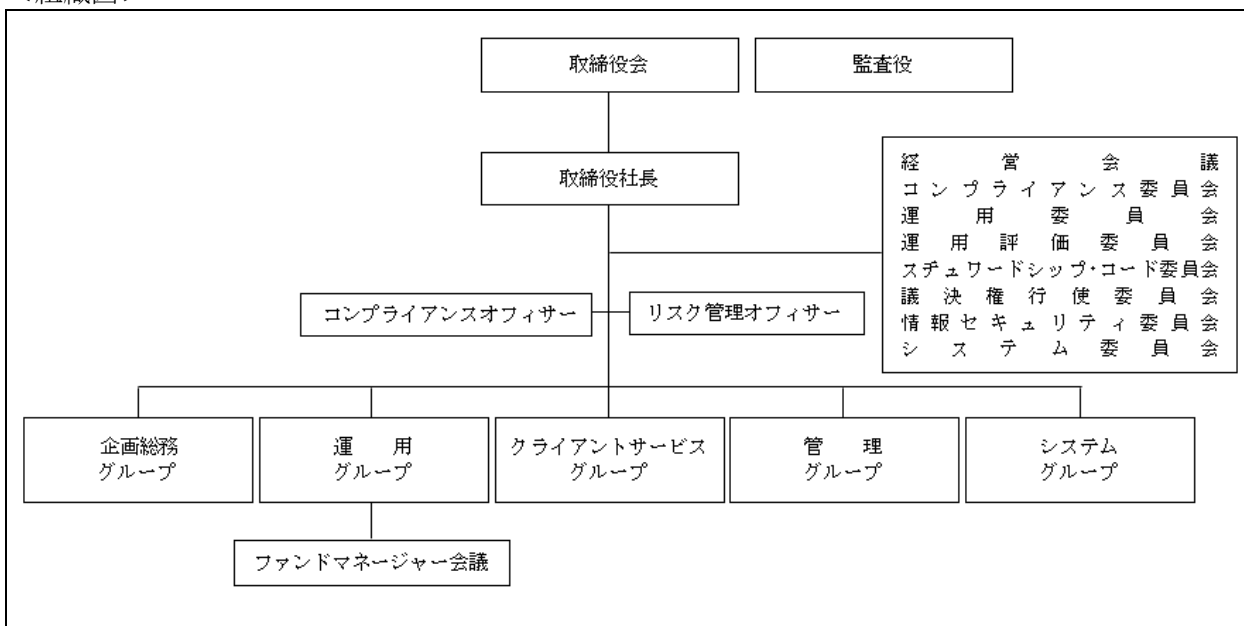 取締役会
監査役
取締役社長
経営会議
コンプライアンス委員会
運用委員会
運用評価委員会
スチュワードシップ・コード委員会
議決権行使委員会
情報セキュリティ委員会
システム委員会
コンプライアンスオフィサー
リスク管理オフィサー
企画総務
グループ
運用
グループ
クライアントサービス
グループ
管理
グループ
システム
グループ
ファンドマネージャー会議